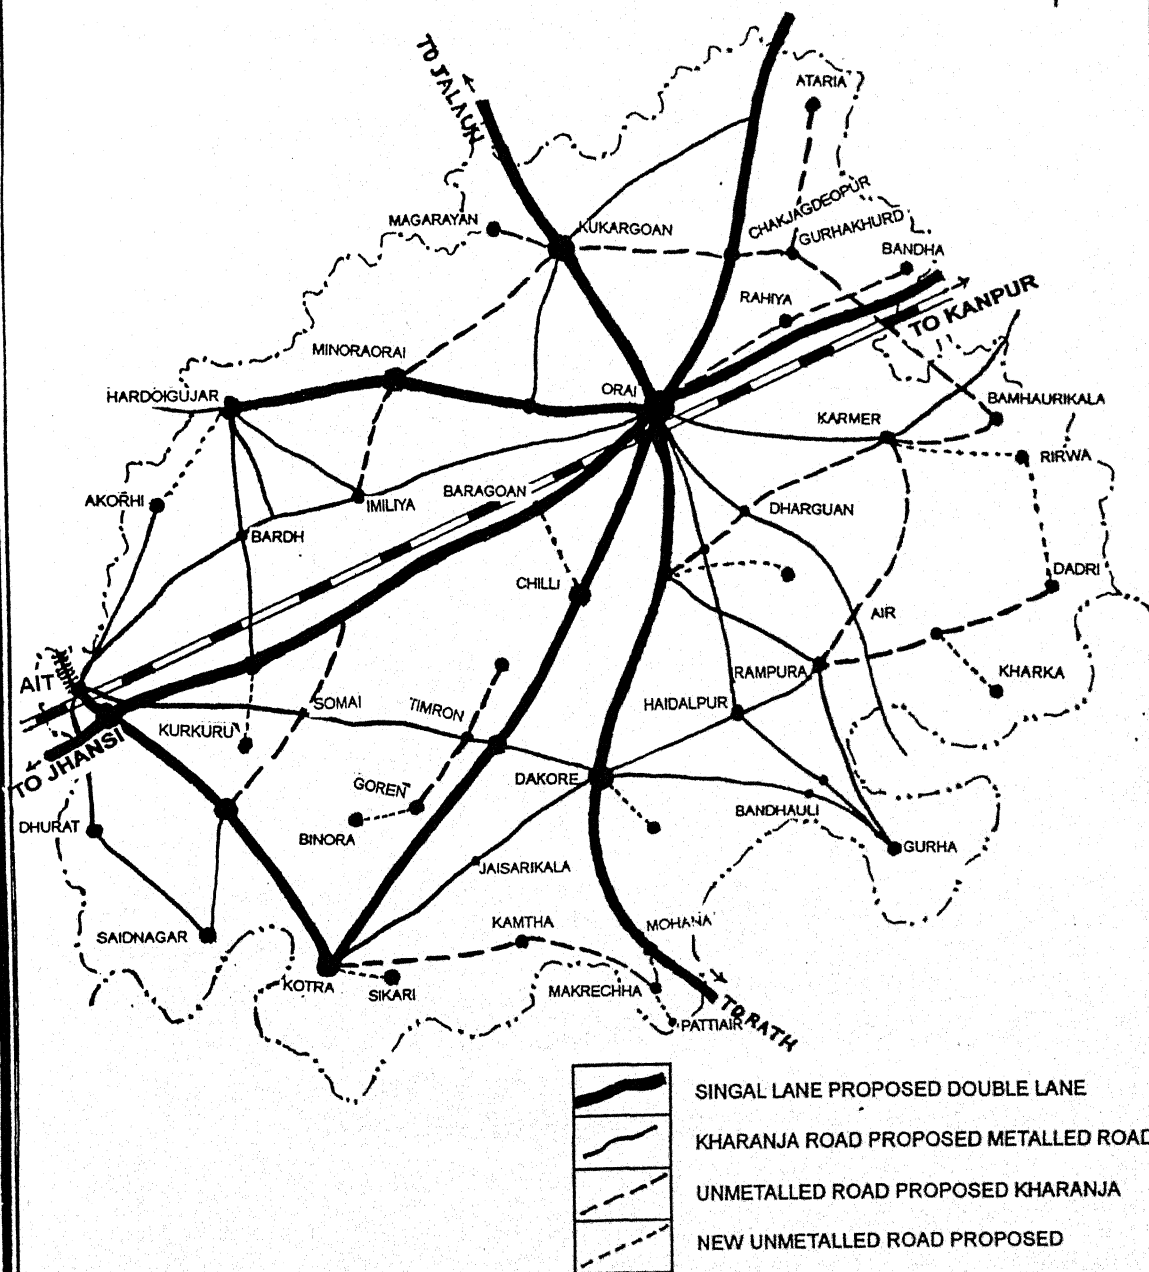 TO JALAUN
ATARIA
CHAKJAGDEOPUR
MAGARAYAN
KUKARGOAN
GURHAKHURD
BANDHA
RAHIYA
TO KANPUR
MINORAORAI
HARDOIGUJAR
ORAI
BAMHAURIKALA
KARMER
RIRWA
AKORHI
IMILIYA
BARAGOAN
DHARGUAN
BARDH
CHILLI
DADRI
AIR
AIT
RAMPURA
KHARKA
SOMAI
TIMRON
HAIDALPUR
KURKURU
TO JHANSI
GOREN
DAKORE
BANDHAULI
DHURAT
BINORA
GURHA
JAISARIKALA
SAIDNAGAR
KAMTHA
MOHANA
KOTRA
SIKARI
MAKRECHHA
PATTIAIR
TO RATH
SINGAL LANE PROPOSED DOUBLE LANE
KHARANJA ROAD PROPOSED METALLED ROAD
UNMETALLED ROAD PROPOSED KHARANJA
NEW UNMETALLED ROAD PROPOSED